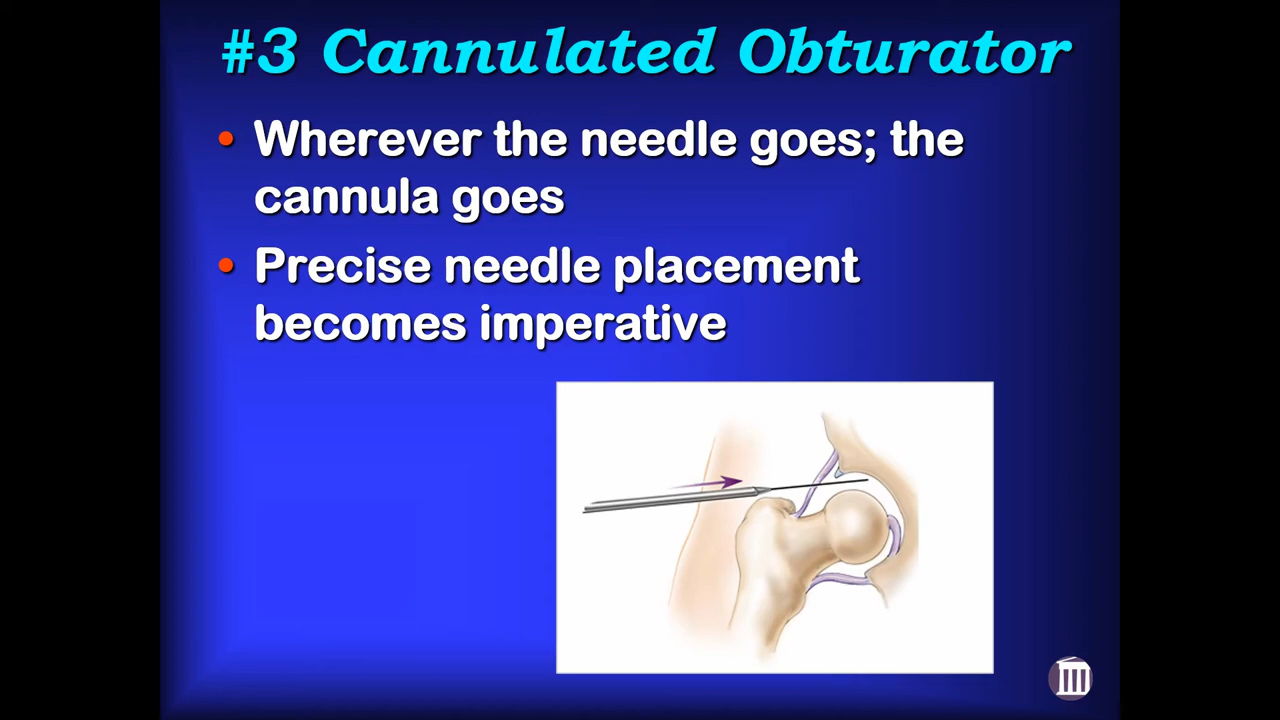 #3 Cannulated Obturator
• Wherever the needle goes; the
cannula goes
• Precise needle placement
becomes imperative